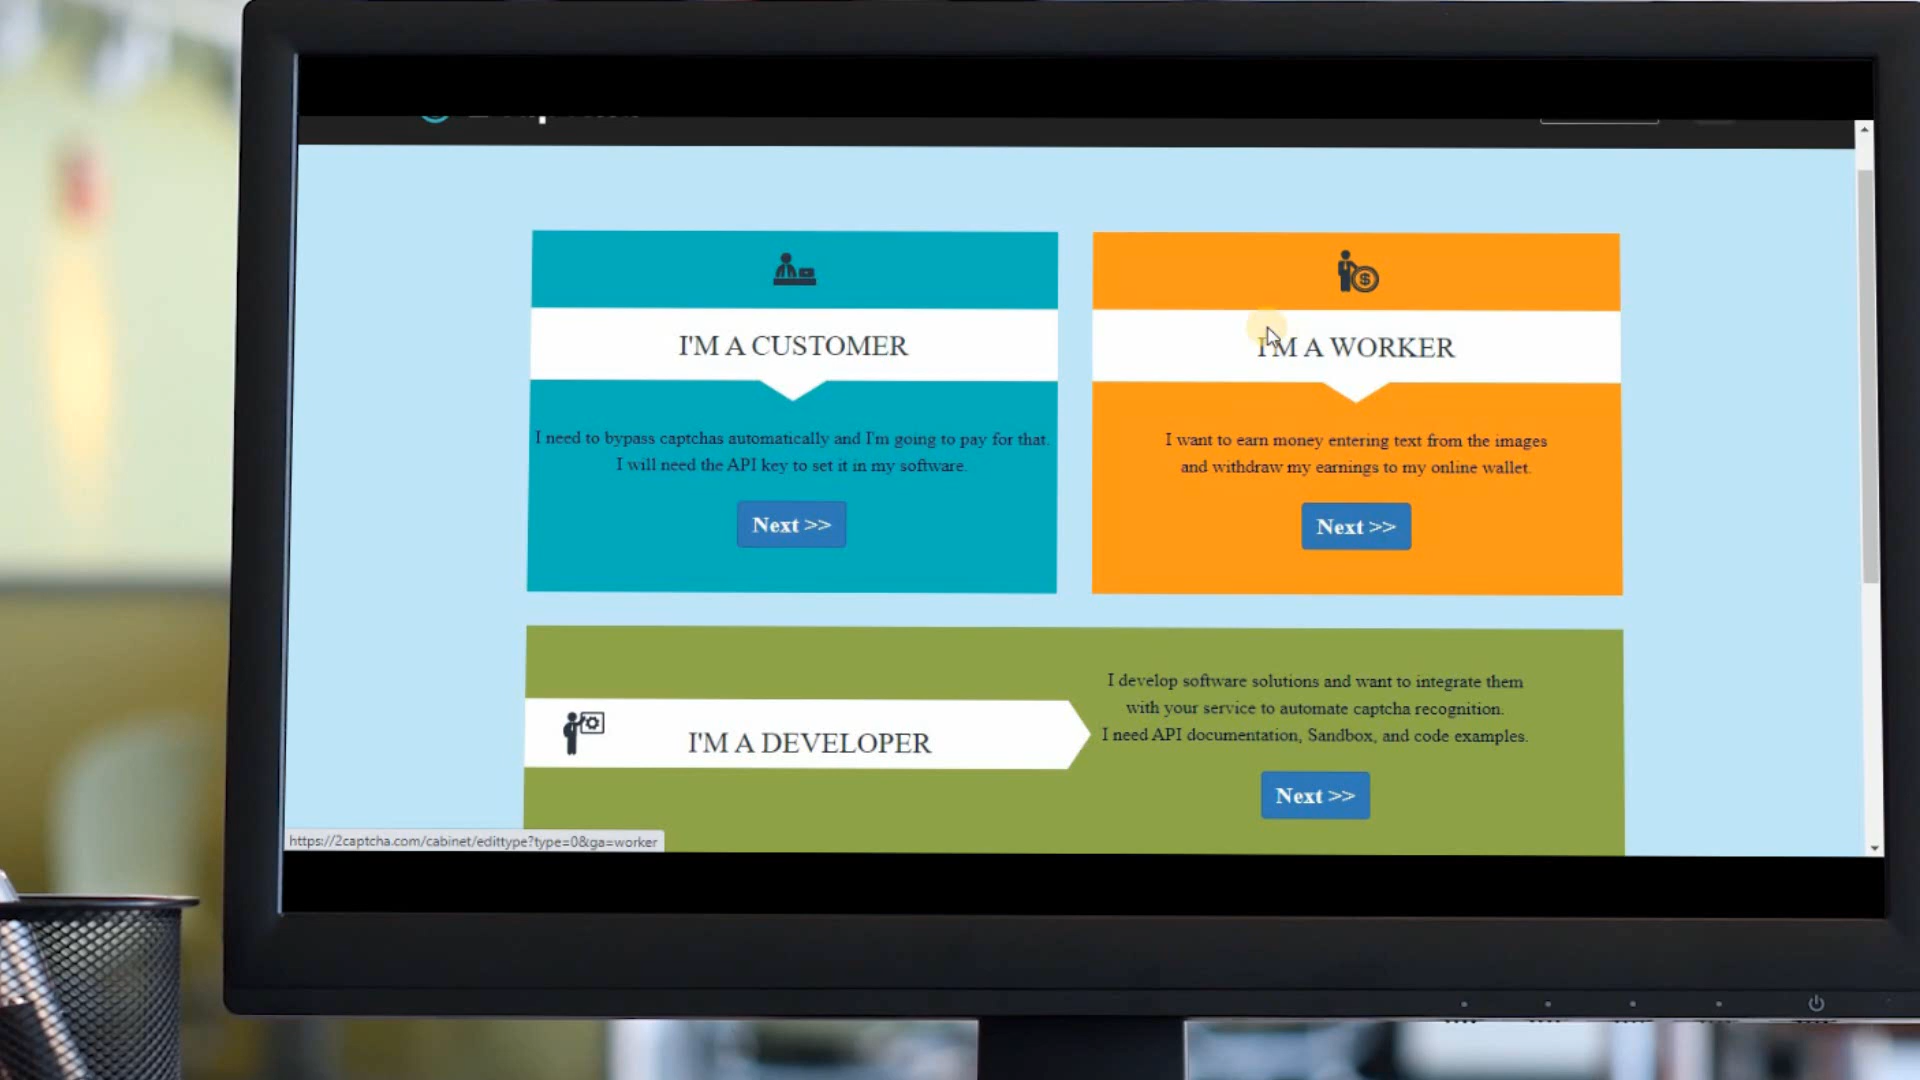 I'M A CUSTOMER
I need to bypass captchas automatically and I'm going to pay for that.
I will need the API key to set it in my software.
Next >>
I'M A WORKER
I want to earn money entering text from the images
and withdraw my earnings to my online wallet.
Next >>
I'M A DEVELOPER
I develop software solutions and want to integrate them
with your service to automate captcha recognition.
I need API documentation, Sandbox, and code examples.
Next >>
https://2captcha.com/cabinet/edittype?type=0&ga=worker